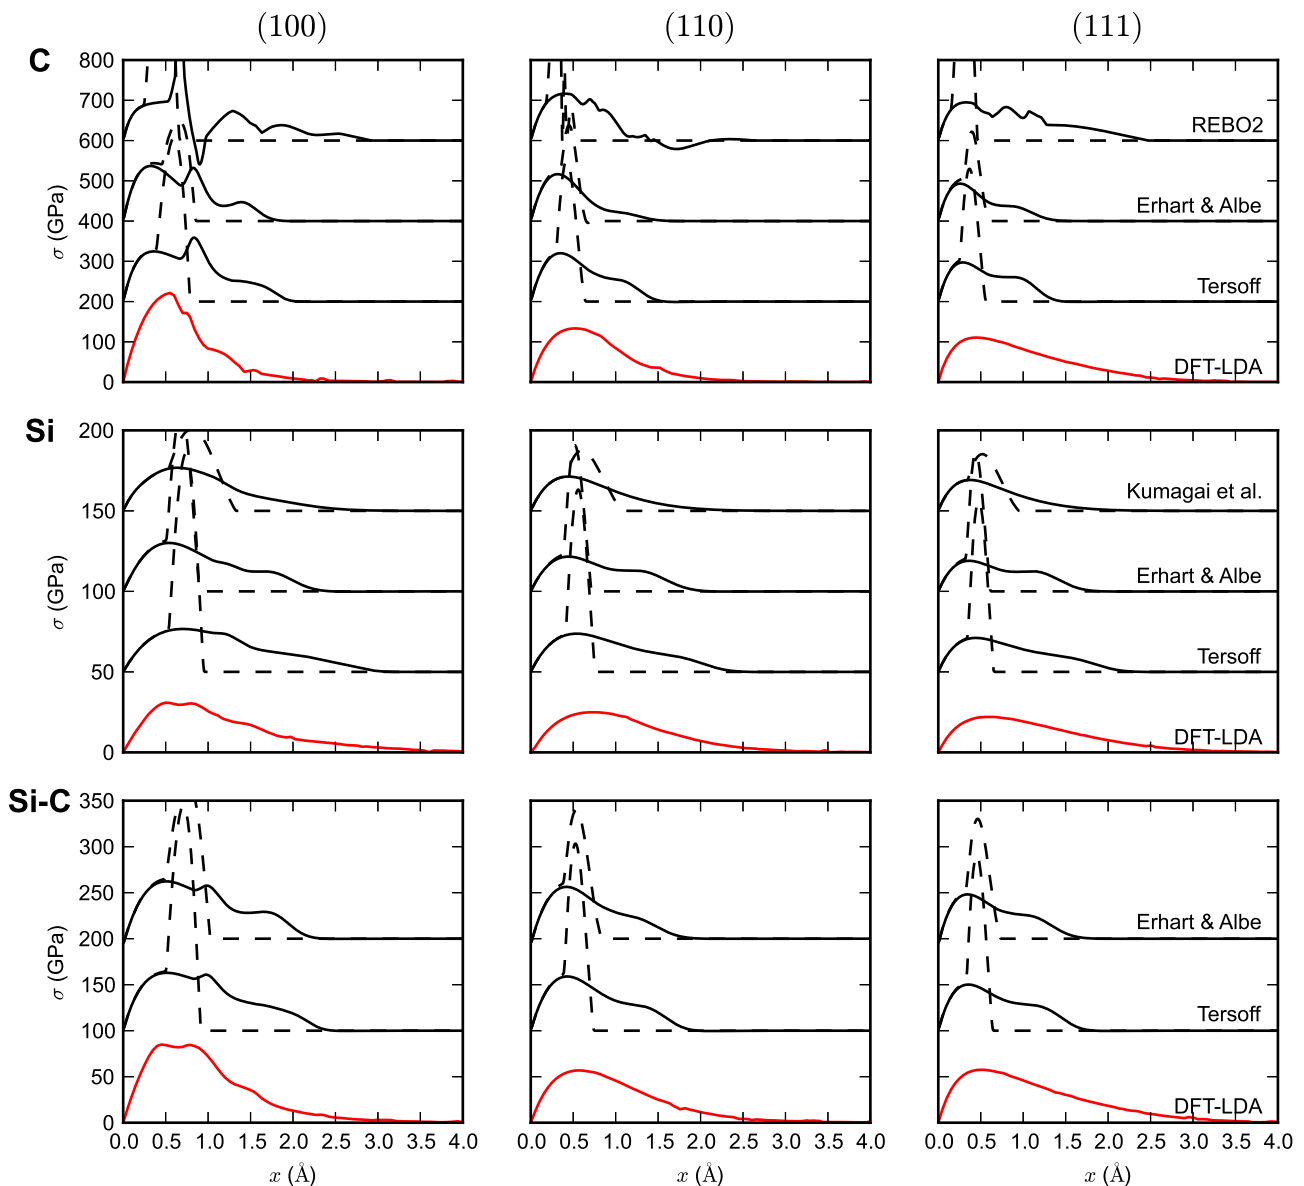 (100) (110) (111)
C
800
700
600
500
400
300
200
100
0
σ (GPa)
REBO2
Erhart & Albe
Tersoff
DFT-LDA
Si
200
150
100
50
0
σ (GPa)
Kumagai et al.
Erhart & Albe
Tersoff
DFT-LDA
Si-C
350
300
250
200
150
100
50
0
σ (GPa)
Erhart & Albe
Tersoff
DFT-LDA
0.0 0.5 1.0 1.5 2.0 2.5 3.0 3.5 4.0 0.0 0.5 1.0 1.5 2.0 2.5 3.0 3.5 4.0 0.0 0.5 1.0 1.5 2.0 2.5 3.0 3.5 4.0
x (Å) x (Å) x (Å)